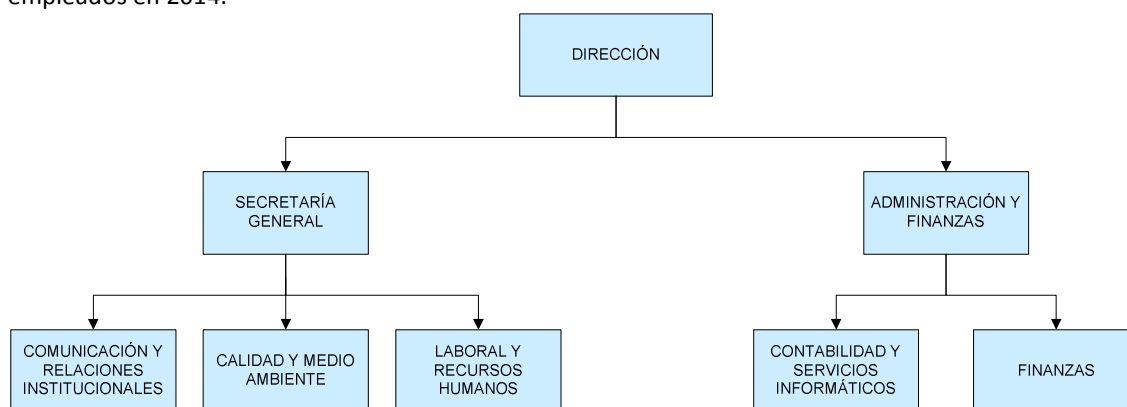 empleados en 2014.
DIRECCIÓN
SECRETARÍA
GENERAL
ADMINISTRACIÓN Y
FINANZAS
COMUNICACIÓN Y
RELACIONES
INSTITUCIONALES
CALIDAD Y MEDIO
AMBIENTE
LABORAL Y
RECURSOS
HUMANOS
CONTABILIDAD Y
SERVICIOS
INFORMÁTICOS
FINANZAS